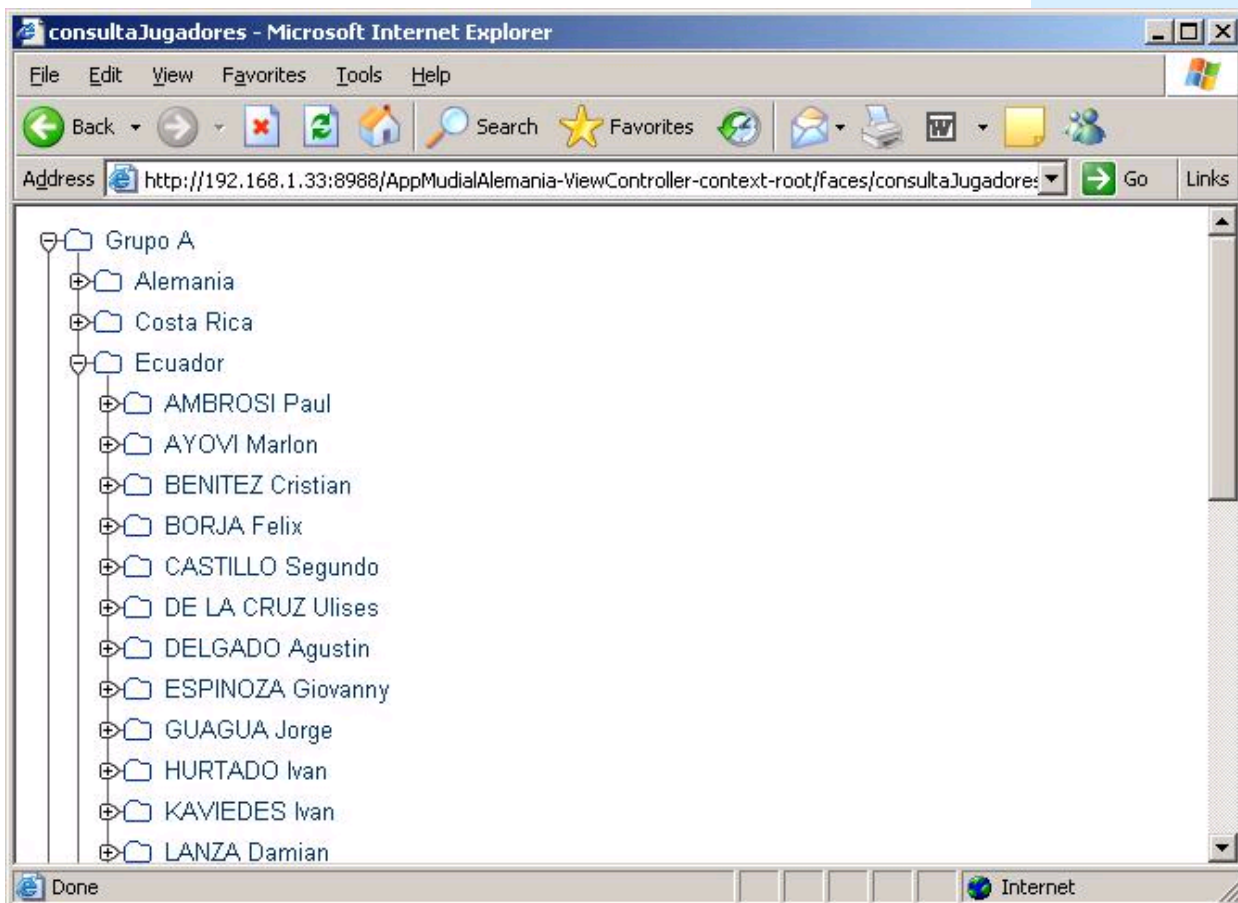 consultaJugadores - Microsoft Internet Explorer
File Edit View Favorites Tools Help
Back Search Favorites
Address http://192.168.1.33:8988/AppMudialAlemania-ViewController-context-root/faces/consultaJugadores Go Links
Grupo A
Alemania
Costa Rica
Ecuador
AMBROSI Paul
AYOVI Marlon
BENITEZ Cristian
BORJA Felix
CASTILLO Segundo
DE LA CRUZ Ulises
DELGADO Agustin
ESPINOZA Giovanny
GUAGUA Jorge
HURTADO Ivan
KAVIEDES Ivan
LANZA Damian
Done Internet